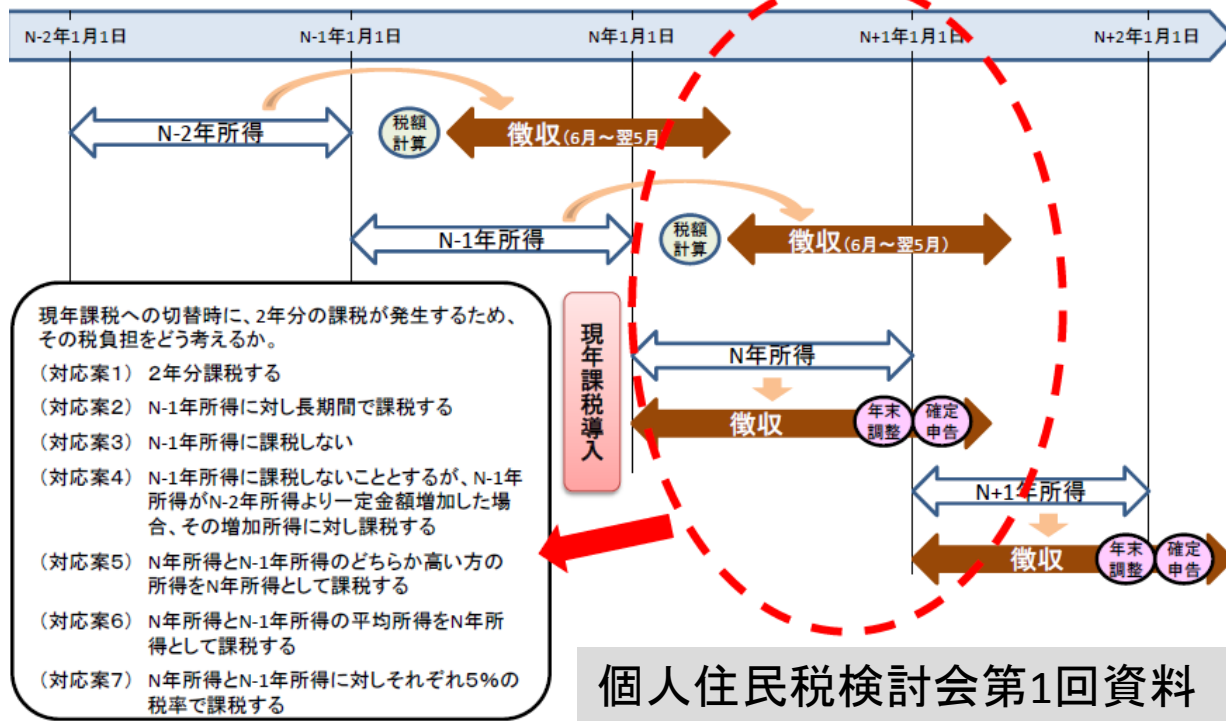 N-2年1月1日
N-1年1月1日
N年1月1日
N+1年1月1日
N+2年1月1日
N-2年所得
税額
計算
徴収(6月～翌5月
N-1年所得
税額
計算
徴収(6月～翌5月)
現年課税への切替時に、2年分の課税が発生するため、
その税負担をどう考えるか。
(対応案1) 2年分課税する
(対応案2) N-1年所得に対し長期間で課税する
(対応案3) N-1年所得に課税しない
(対応案4) N-1年所得に課税しないこととするが、N-1年
所得がN-2年所得より一定金額増加した場
合、その増加所得に対し課税する
(対応案5) N年所得とN-1年所得のどちらか高い方の
所得をN年所得として課税する
(対応案6) N年所得とN-1年所得の平均所得をN年所
得として課税する
(対応案7) N年所得とN-1年所得に対しそれぞれ5%の
税率で課税する
現年課税導入
N年所得
徴収
年末
調整
確定
申告
N+1年所得
徴収
年末
調整
確定
申告
個人住民税検討会第1回資料